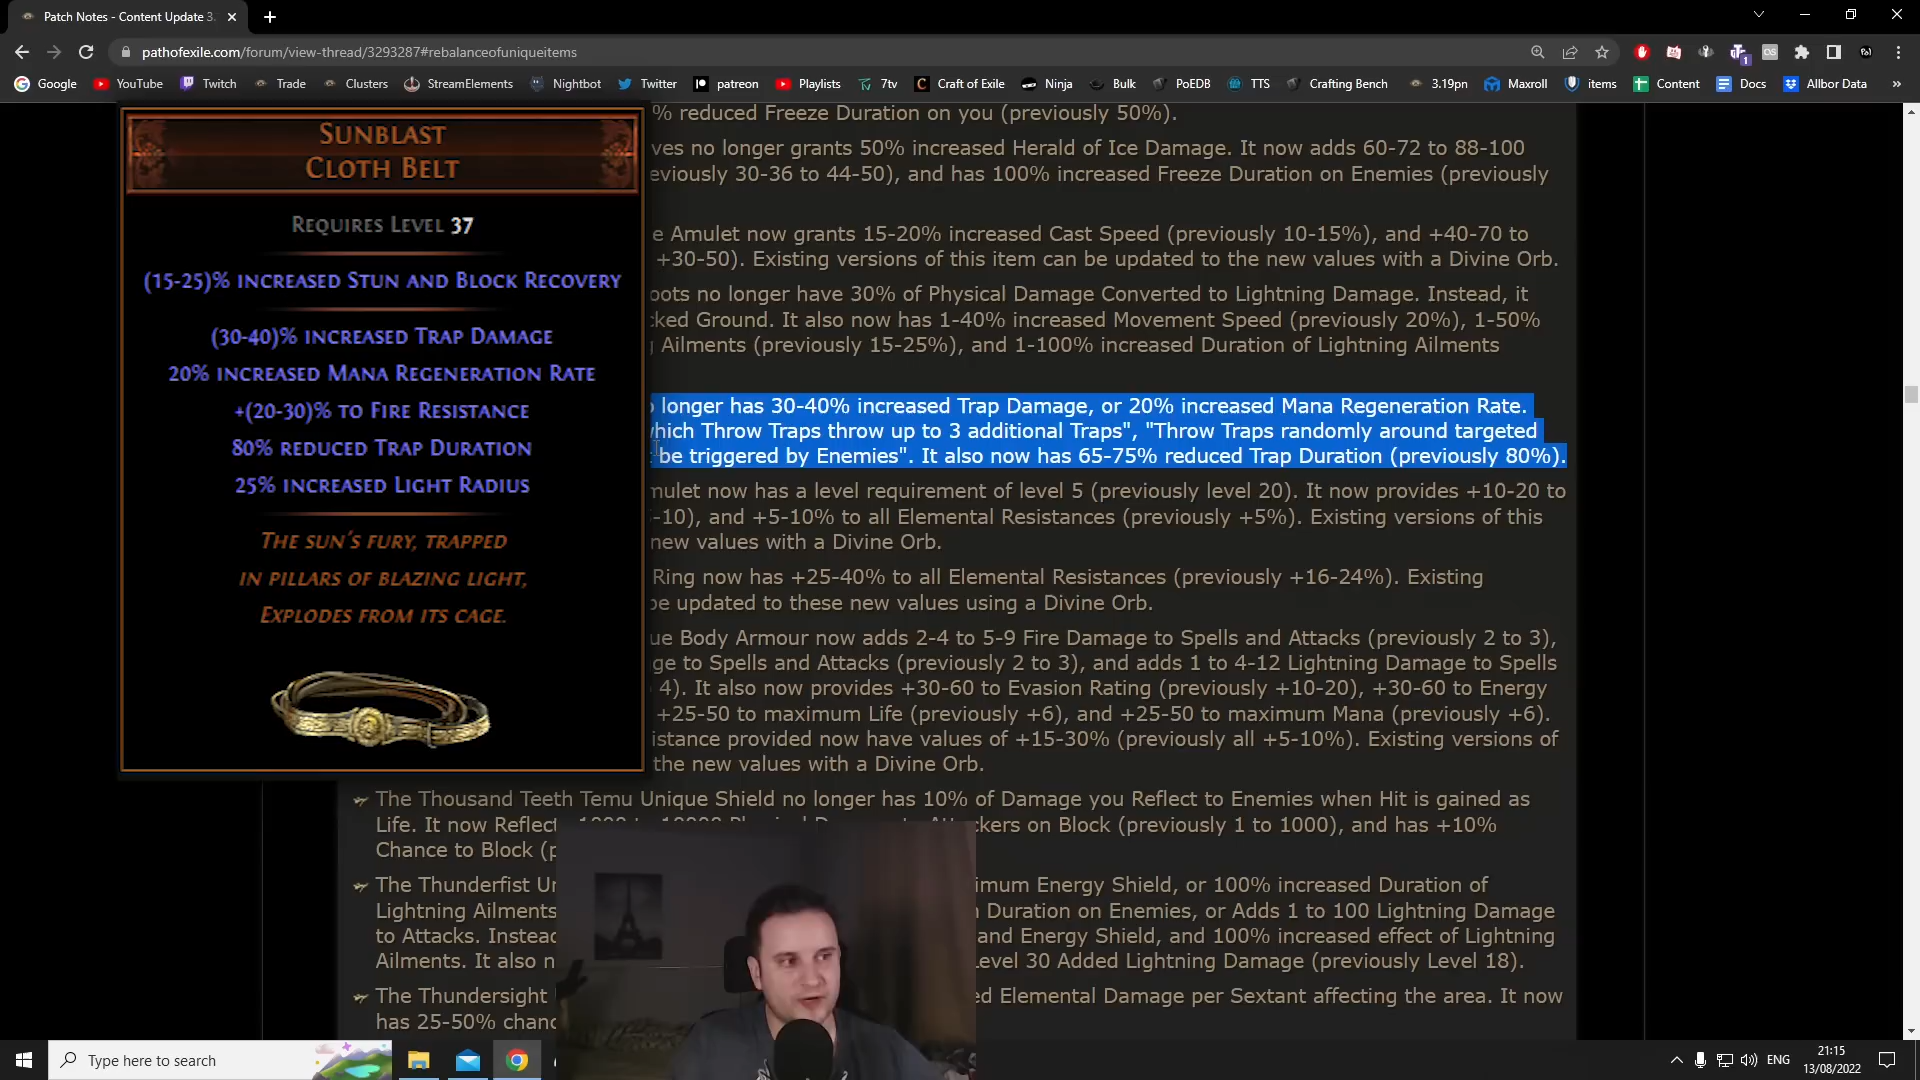 Patch Notes - Content Update 3.
pathofexile.com/forum/view-thread/3293287#rebalanceofuniqueitems
Google YouTube Twitch Trade Clusters StreamElements Nightbot Twitter patreon Playlists 7tv Craft of Exile Ninja Bulk PoEDB TTS Crafting Bench 3.19pn Maxroll items Content Docs Allbor Data »
Sunblast
Cloth Belt
Requires Level 37
(15-25)% increased Stun and Block Recovery
(30-40)% increased Trap Damage
20% increased Mana Regeneration Rate
+(20-30)% to Fire Resistance
80% reduced Trap Duration
25% increased Light Radius
The sun's fury, trapped
in pillars of blazing light,
Explodes from its cage.
% reduced Freeze Duration on you (previously 50%).
ves no longer grants 50% increased Herald of Ice Damage. It now adds 60-72 to 88-100
eviously 30-36 to 44-50), and has 100% increased Freeze Duration on Enemies (previously
e Amulet now grants 15-20% increased Cast Speed (previously 10-15%), and +40-70 to
+30-50). Existing versions of this item can be updated to the new values with a Divine Orb.
oots no longer have 30% of Physical Damage Converted to Lightning Damage. Instead, it
cked Ground. It also now has 1-40% increased Movement Speed (previously 20%), 1-50%
g Ailments (previously 15-25%), and 1-100% increased Duration of Lightning Ailments
o longer has 30-40% increased Trap Damage, or 20% increased Mana Regeneration Rate.
which Throw Traps throw up to 3 additional Traps", "Throw Traps randomly around targeted
be triggered by Enemies". It also now has 65-75% reduced Trap Duration (previously 80%).
mulet now has a level requirement of level 5 (previously level 20). It now provides +10-20 to
-10), and +5-10% to all Elemental Resistances (previously +5%). Existing versions of this
new values with a Divine Orb.
Ring now has +25-40% to all Elemental Resistances (previously +16-24%). Existing
be updated to these new values using a Divine Orb.
ue Body Armour now adds 2-4 to 5-9 Fire Damage to Spells and Attacks (previously 2 to 3),
ge to Spells and Attacks (previously 2 to 3), and adds 1 to 4-12 Lightning Damage to Spells
4). It also now provides +30-60 to Evasion Rating (previously +10-20), +30-60 to Energy
+25-50 to maximum Life (previously +6), and +25-50 to maximum Mana (previously +6).
istance provided now have values of +15-30% (previously all +5-10%). Existing versions of
the new values with a Divine Orb.
The Thousand Teeth Temu Unique Shield no longer has 10% of Damage you Reflect to Enemies when Hit is gained as
Life. It now Reflect ckers on Block (previously 1 to 1000), and has +10%
Chance to Block (p
The Thunderfist Un imum Energy Shield, or 100% increased Duration of
Lightning Ailments n Duration on Enemies, or Adds 1 to 100 Lightning Damage
to Attacks. Instead and Energy Shield, and 100% increased effect of Lightning
Ailments. It also n Level 30 Added Lightning Damage (previously Level 18).
The Thundersight ed Elemental Damage per Sextant affecting the area. It now
has 25-50% chanc
Type here to search
ENG
21:15
13/08/2022